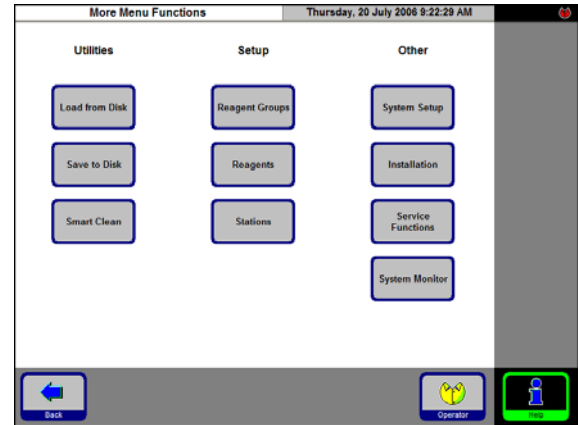 More Menu Functions
Thursday, 20 July 2006 9:22:29 AM
Utilities
Setup
Other
Load from Disk
Reagent Groups
System Setup
Save to Disk
Reagents
Installation
Smart Clean
Stations
Service
Functions
System Monitor
Back
Operator
Help